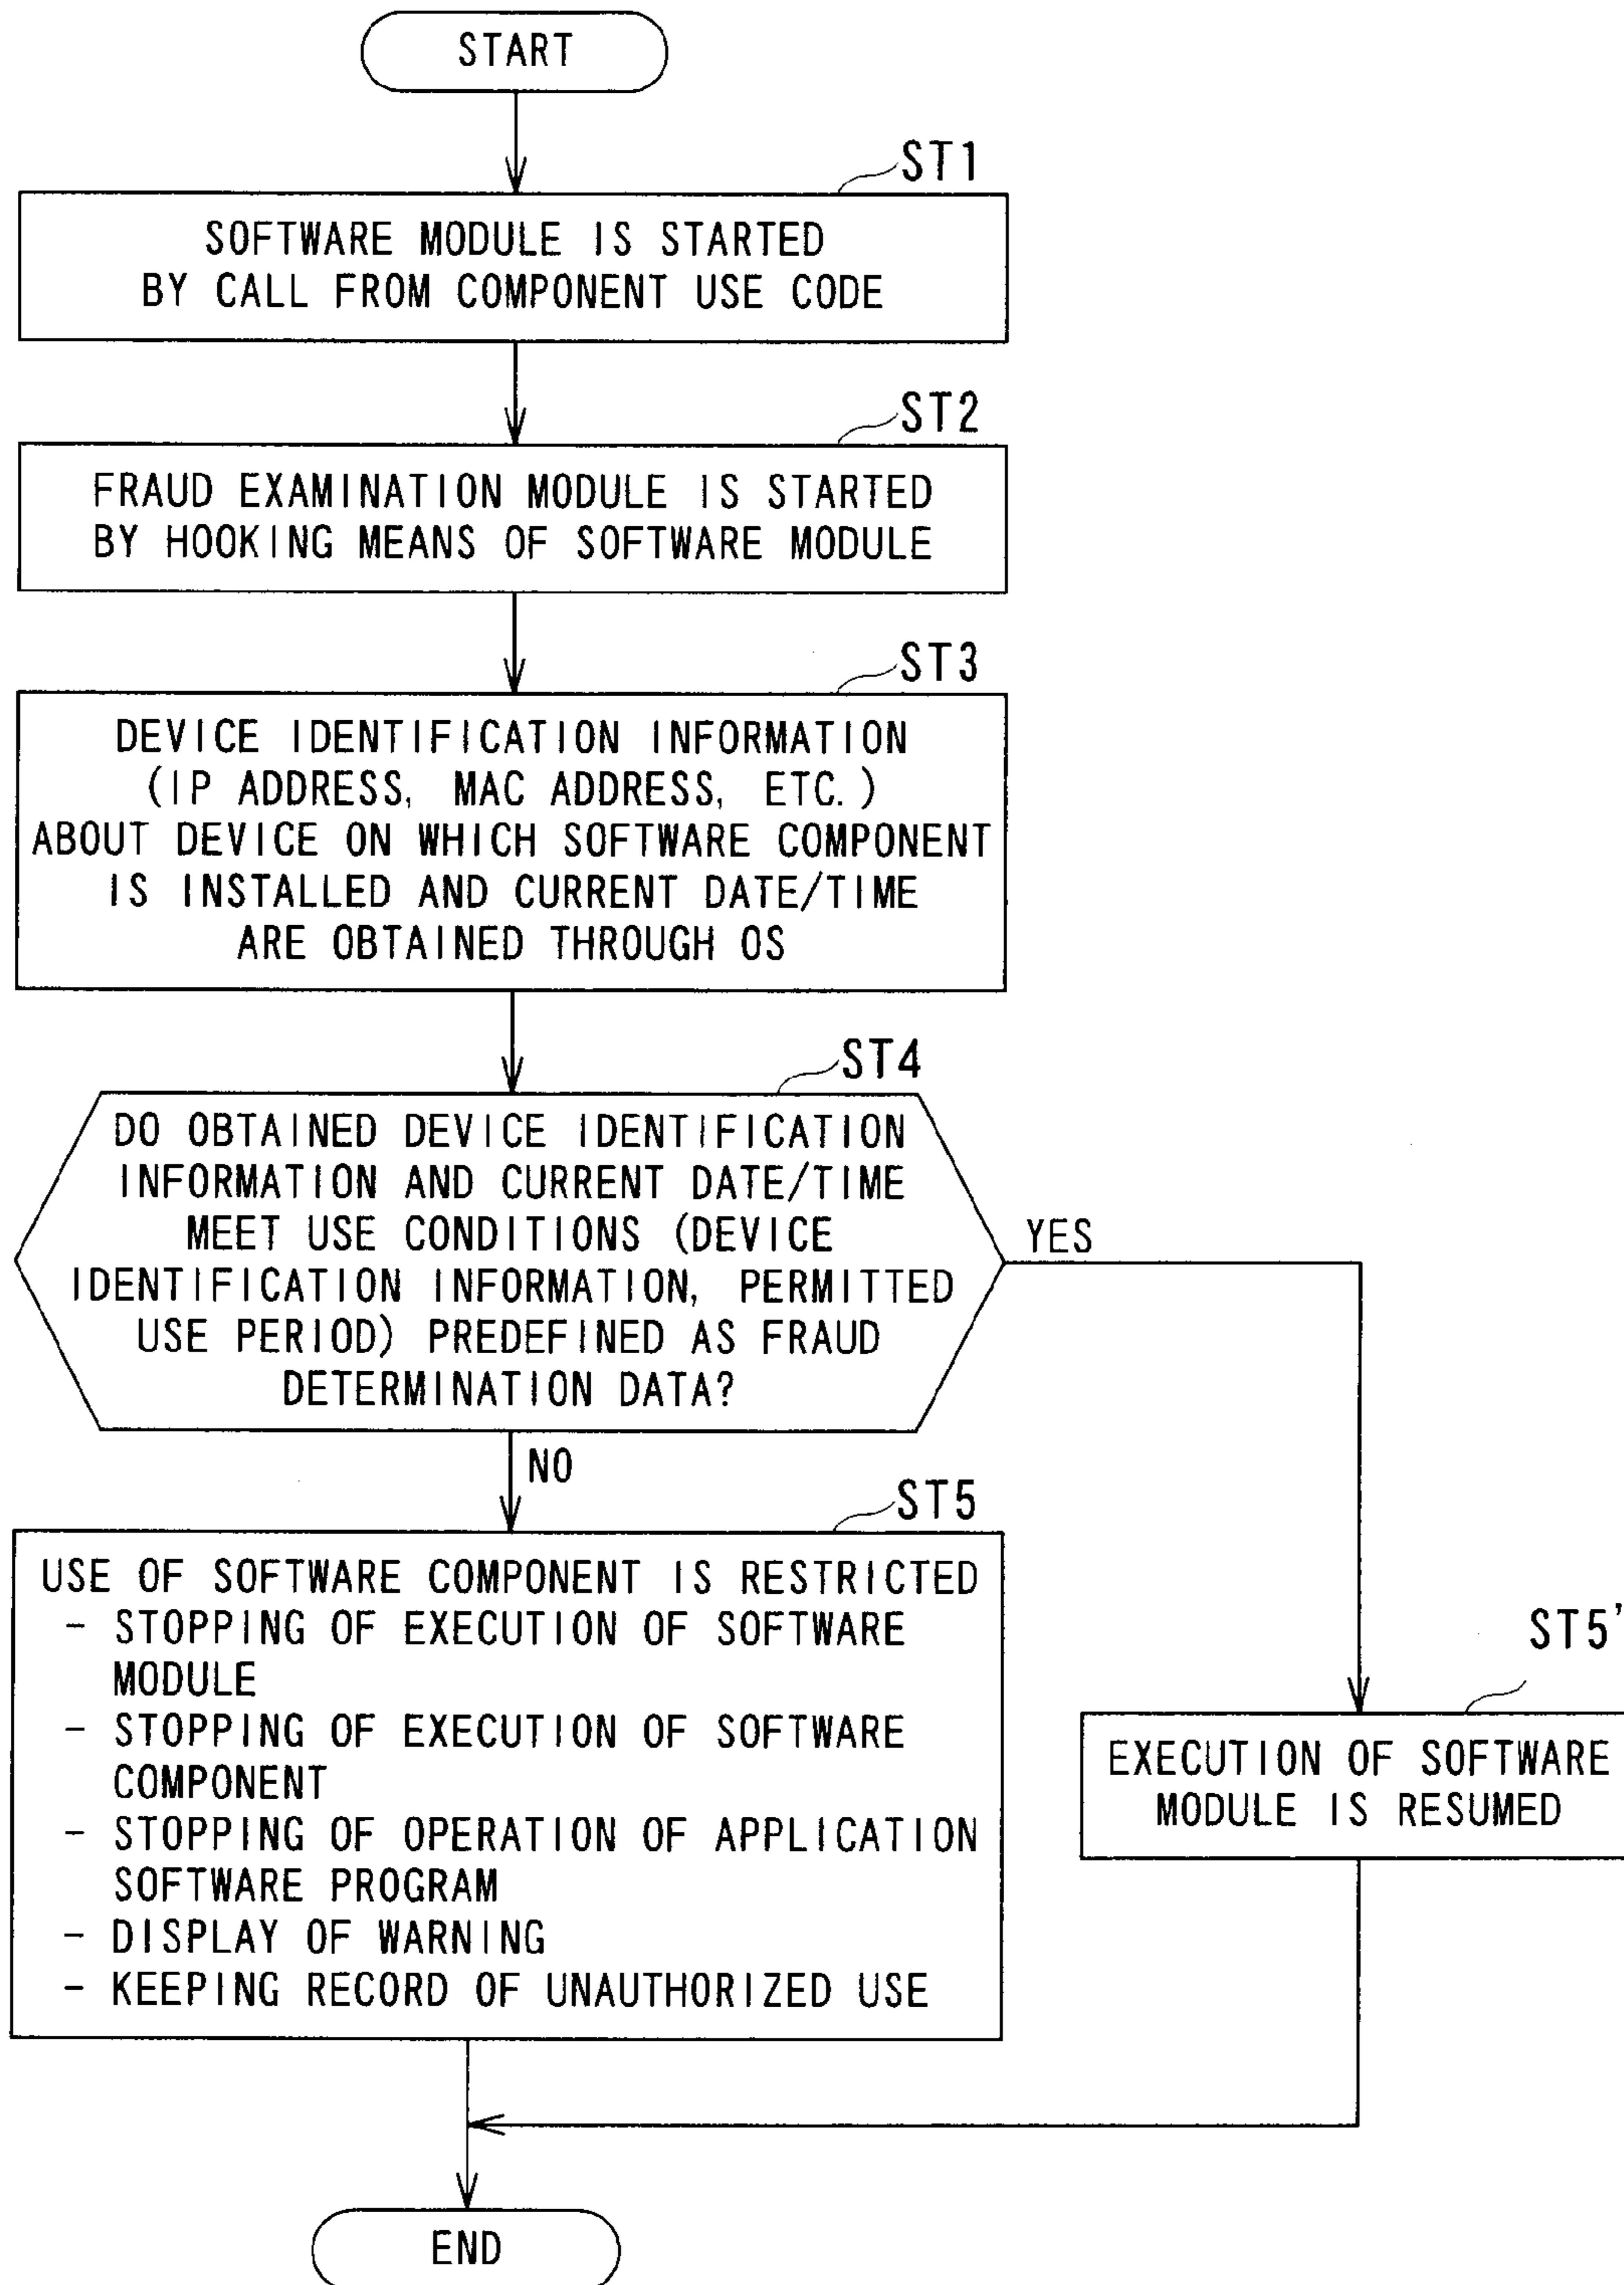 START
ST1
SOFTWARE MODULE IS STARTED
BY CALL FROM COMPONENT USE CODE
ST2
FRAUD EXAMINATION MODULE IS STARTED
BY HOOKING MEANS OF SOFTWARE MODULE
ST3
DEVICE IDENTIFICATION INFORMATION
(IP ADDRESS, MAC ADDRESS, ETC.)
ABOUT DEVICE ON WHICH SOFTWARE COMPONENT
IS INSTALLED AND CURRENT DATE/TIME
ARE OBTAINED THROUGH OS
ST4
DO OBTAINED DEVICE IDENTIFICATION
INFORMATION AND CURRENT DATE/TIME
MEET USE CONDITIONS (DEVICE
IDENTIFICATION INFORMATION, PERMITTED
USE PERIOD) PREDEFINED AS FRAUD
DETERMINATION DATA?
YES
NO
ST5
USE OF SOFTWARE COMPONENT IS RESTRICTED
- STOPPING OF EXECUTION OF SOFTWARE
MODULE
- STOPPING OF EXECUTION OF SOFTWARE
COMPONENT
- STOPPING OF OPERATION OF APPLICATION
SOFTWARE PROGRAM
- DISPLAY OF WARNING
- KEEPING RECORD OF UNAUTHORIZED USE
ST5'
EXECUTION OF SOFTWARE
MODULE IS RESUMED
END